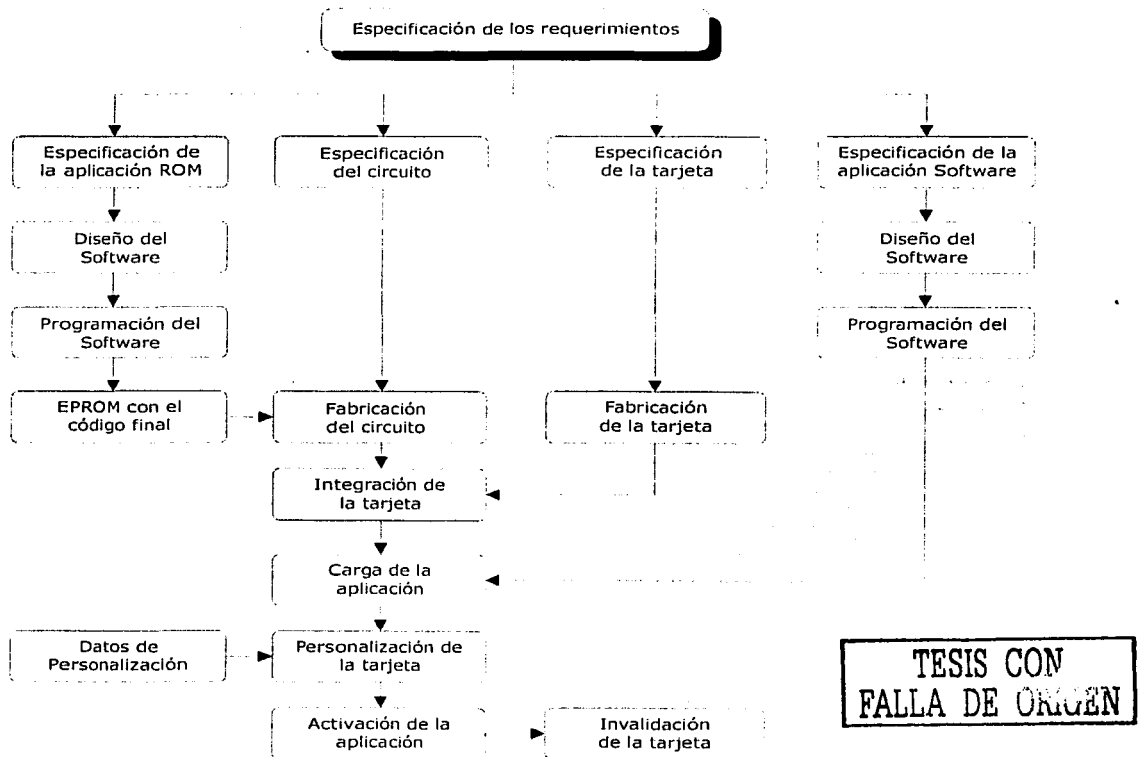 Especificación de los requerimientos
Especificación de
la aplicación ROM
Especificación
del circuito
Especificación
de la tarjeta
Especificación de la
aplicación Software
Diseño del
Software
Diseño del
Software
Programación del
Software
Programación del
Software
EPROM con el
código final
Fabricación
del circuito
Fabricación
de la tarjeta
Integración de
la tarjeta
Carga de la
aplicación
Datos de
Personalización
Personalización de
la tarjeta
Activación de la
aplicación
Invalidación
de la tarjeta
TESIS CON
FALLA DE ORIGEN